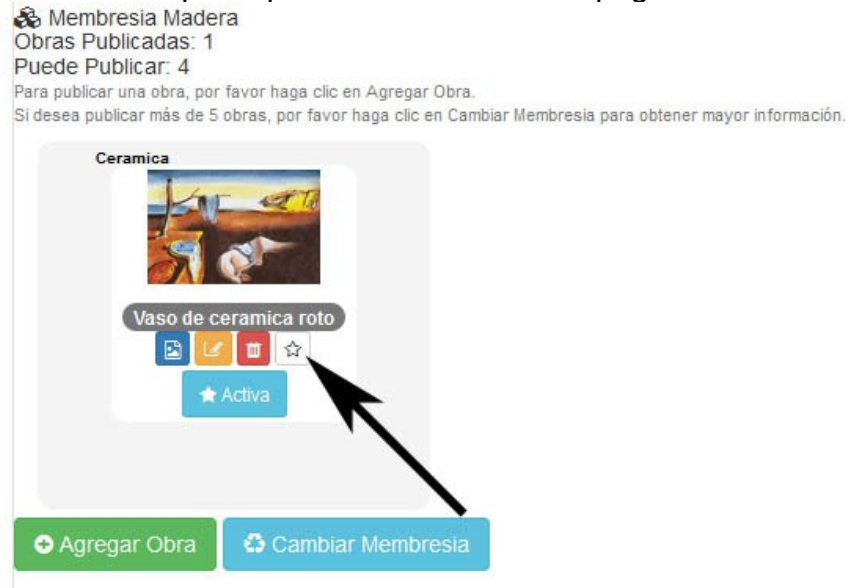 Membresia Madera
Obras Publicadas: 1
Puede Publicar: 4
Para publicar una obra, por favor haga clic en Agregar Obra.
Si desea publicar más de 5 obras, por favor haga clic en Cambiar Membresia para obtener mayor información.
Ceramica
Vaso de ceramica roto
Activa
Agregar Obra
Cambiar Membresia